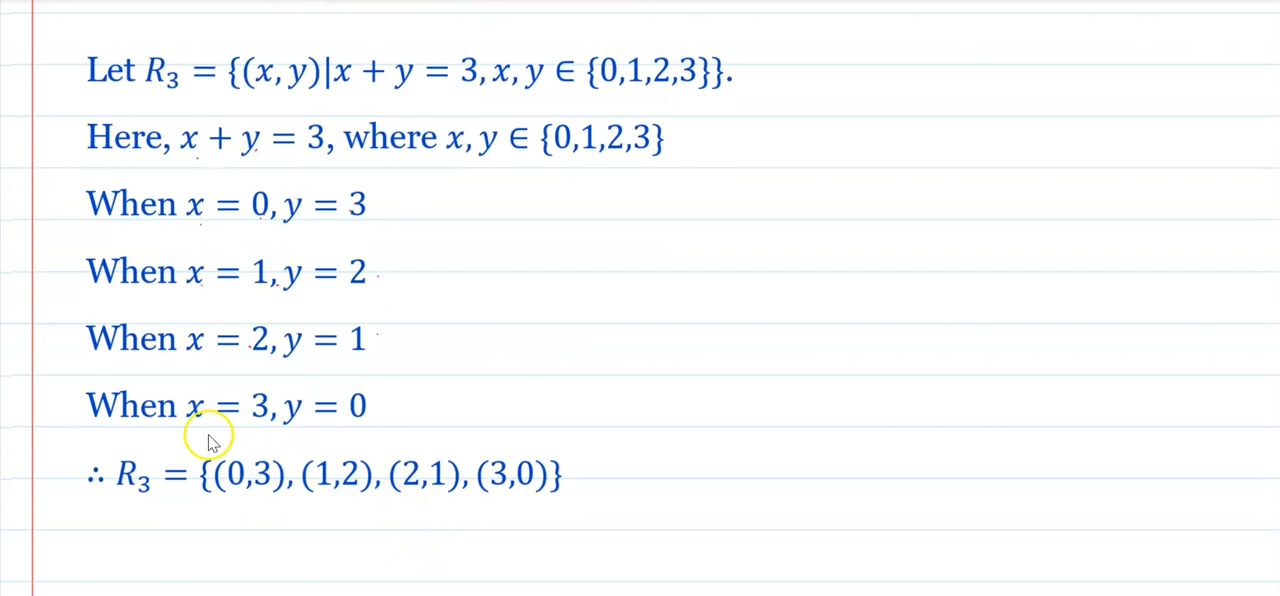 Let R₃ = {(x, y)|x + y = 3, x, y ∈ {0,1,2,3}}.
Here, x + y = 3, where x, y ∈ {0,1,2,3}
When x = 0, y = 3
When x = 1, y = 2
When x = 2, y = 1
When x = 3, y = 0
∴ R₃ = {(0,3), (1,2), (2,1), (3,0)}